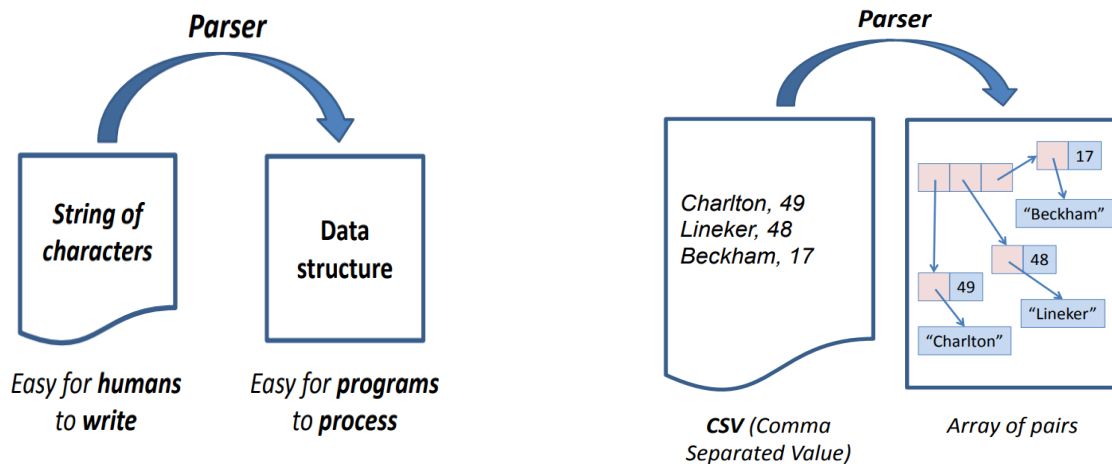 Parser
String of
characters
Data
structure
Easy for humans
to write
Easy for programs
to process
Parser
Charlton, 49
Lineker, 48
Beckham, 17
17
"Beckham"
48
49
"Lineker"
"Charlton"
CSV (Comma
Separated Value)
Array of pairs